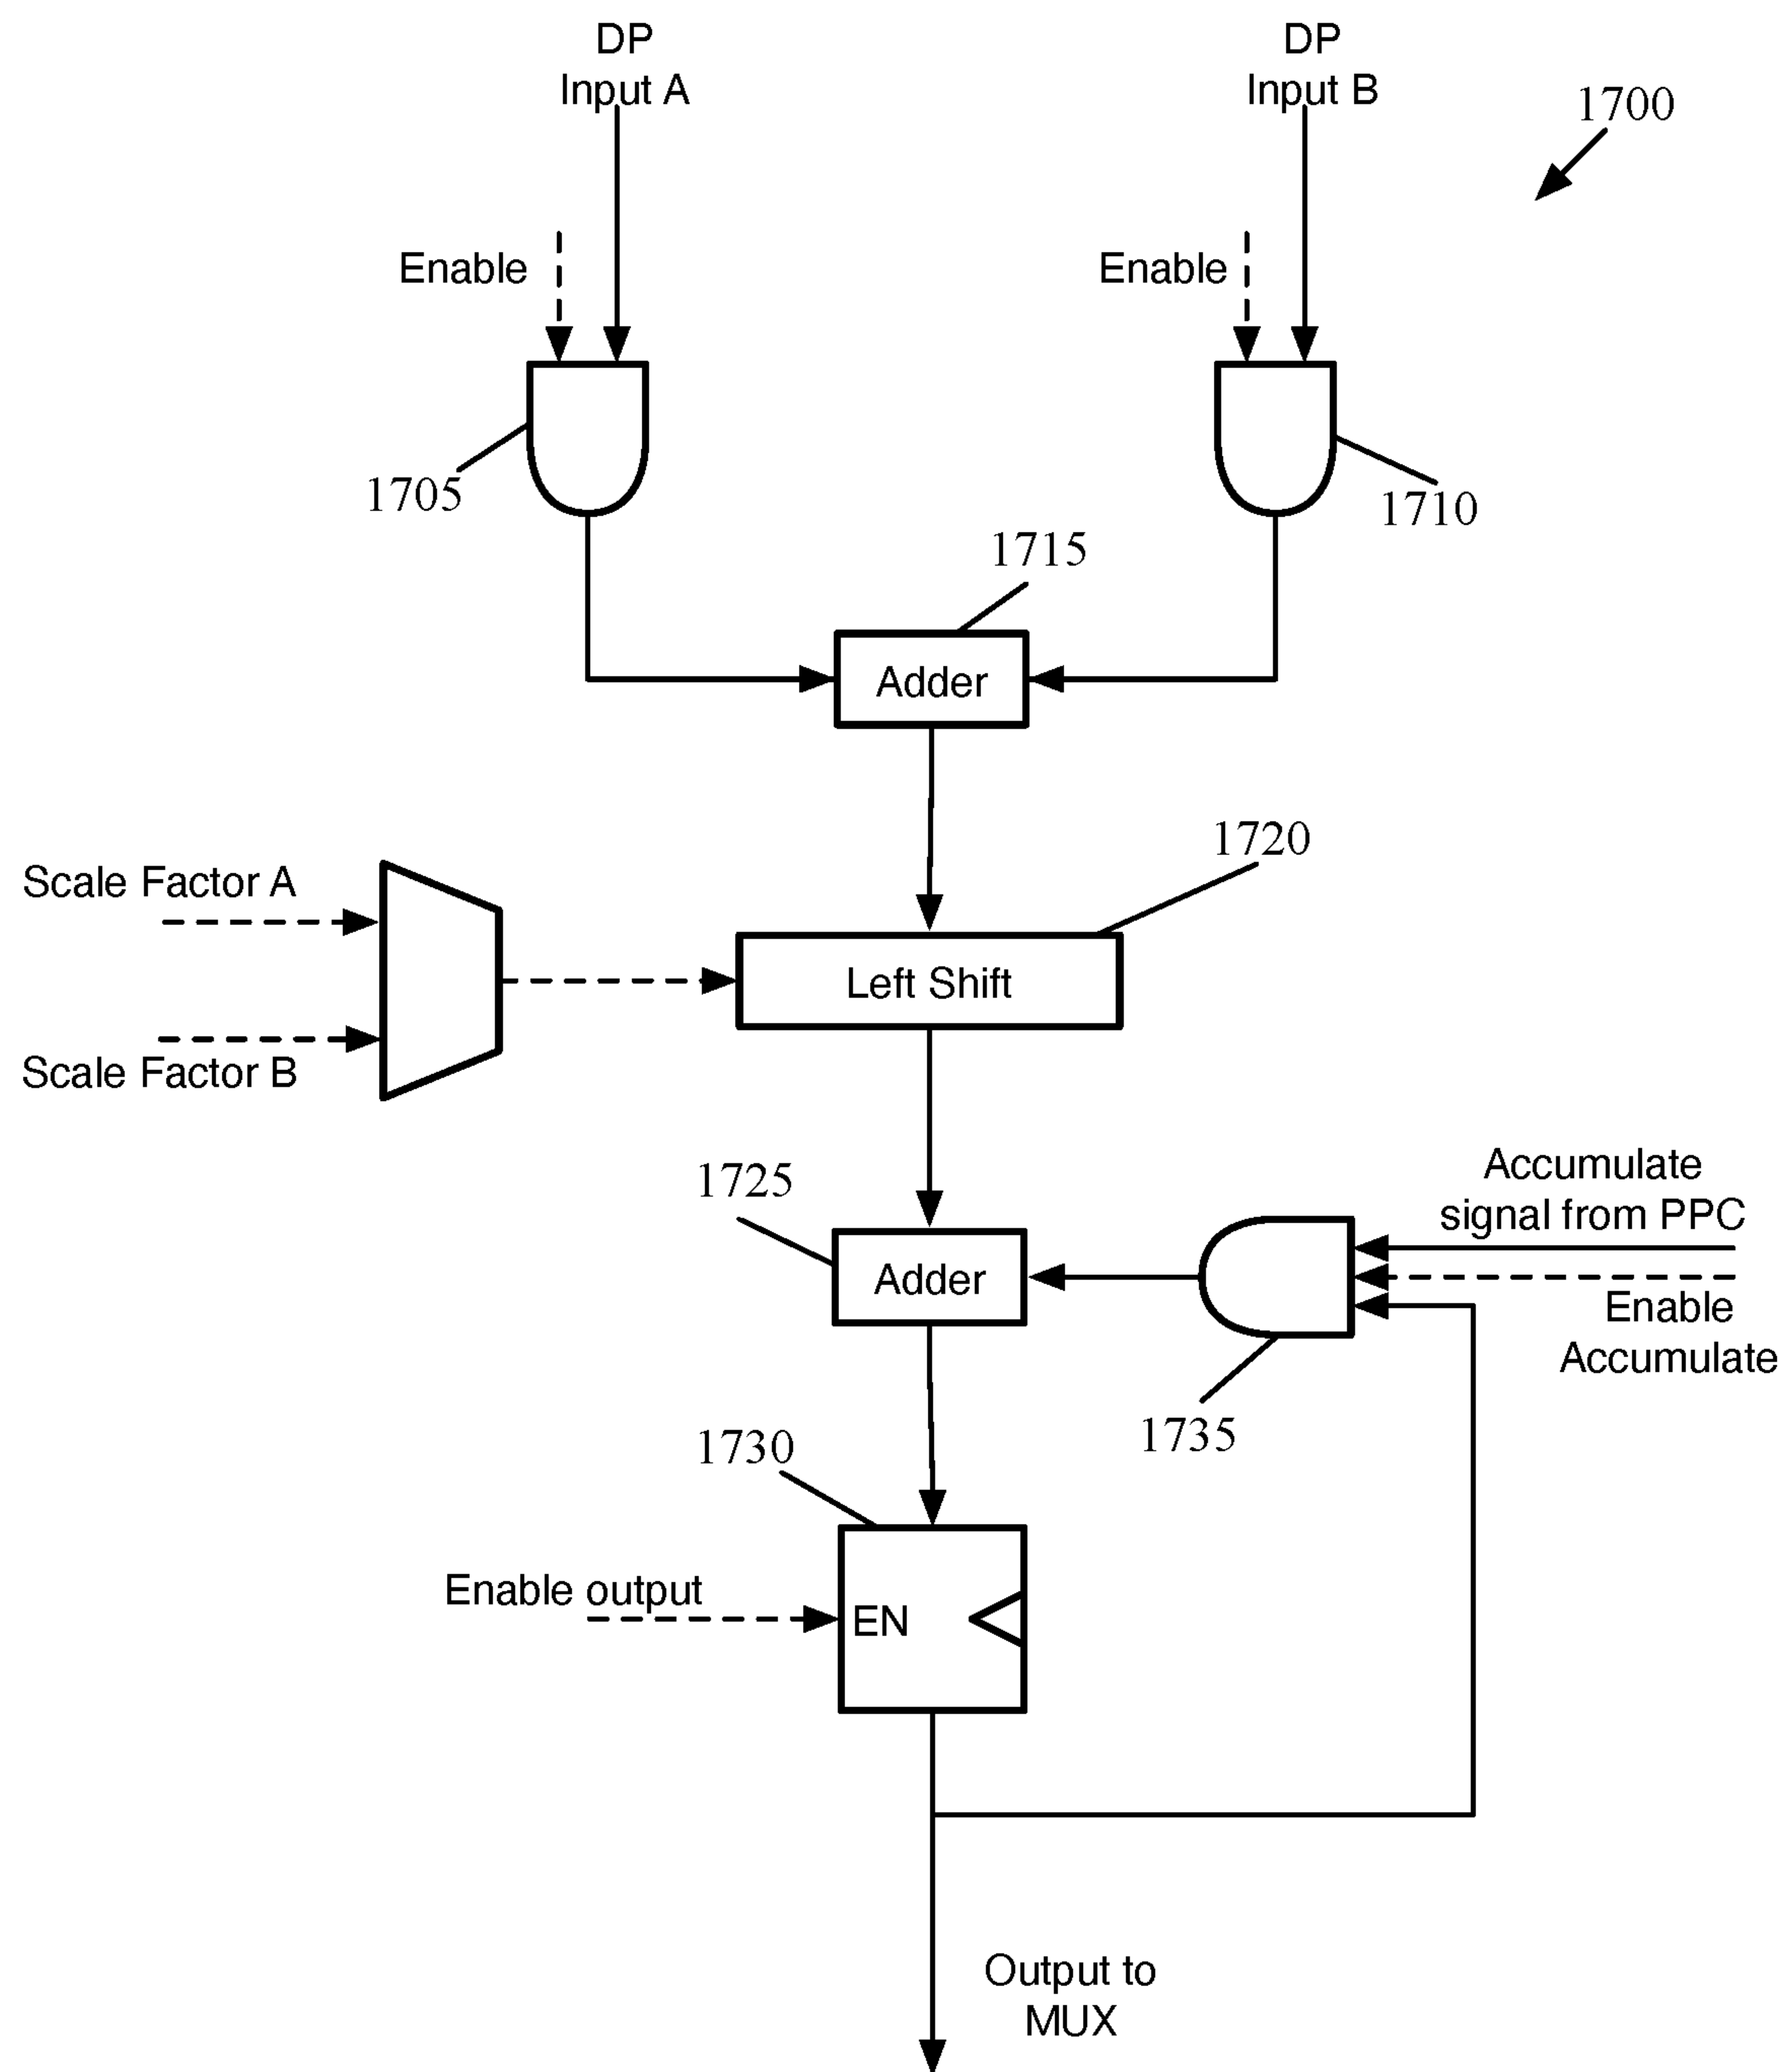 DP
Input A
DP
Input B
1700
Enable
Enable
1705
1710
1715
Adder
1720
Scale Factor A
Left Shift
Scale Factor B
Accumulate
signal from PPC
1725
Adder
Enable
Accumulate
1735
1730
Enable output
EN
Output to
MUX